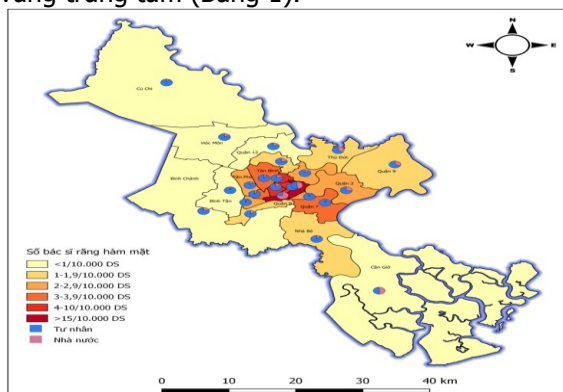 vùng trung tâm (Bảng 1).
N
W
E
S
Củ Chi
Hóc Môn
Quận 12
Thủ Đức
Quận 9
Bình Chánh
Tân Bình
Bình Tân
Quận 2
Quận 7
Nhà Bè
Cần Giờ
Số bác sĩ răng hàm mặt
<1/10.000 DS
1-1,9/10.000 DS
2-2,9/10.000 DS
3-3,9/10.000 DS
4-10/10.000 DS
>15/10.000 DS
Tư nhân
Nhà nước
0 10 20 30 40 km